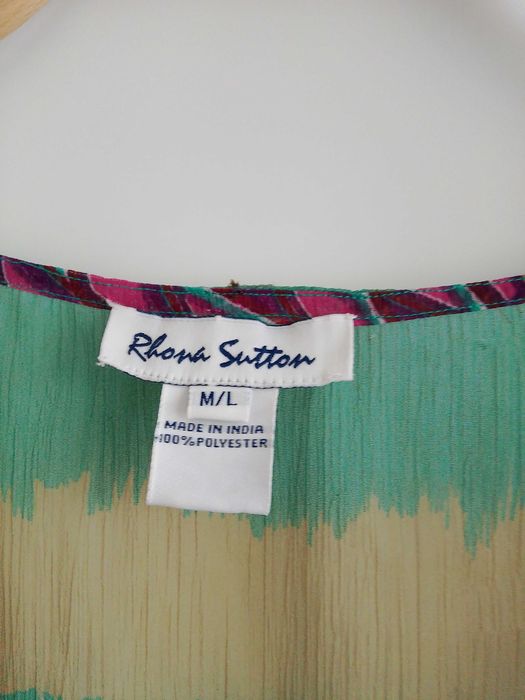 Rhona Sutton
M/L
MADE IN INDIA
100%POLYESTER